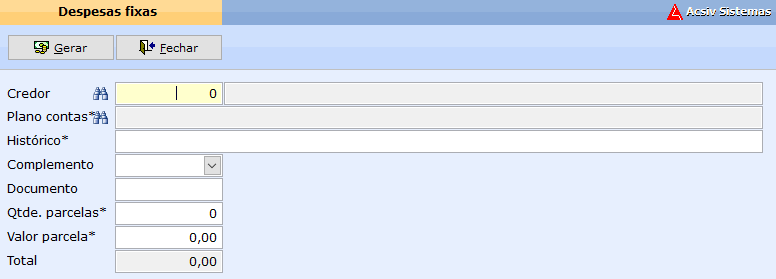 Despesas fixas
Acsiv Sistemas
Gerar Fechar
Credor 0
Plano contas*
Histórico*
Complemento
Documento
Qtde. parcelas* 0
Valor parcela* 0,00
Total 0,00